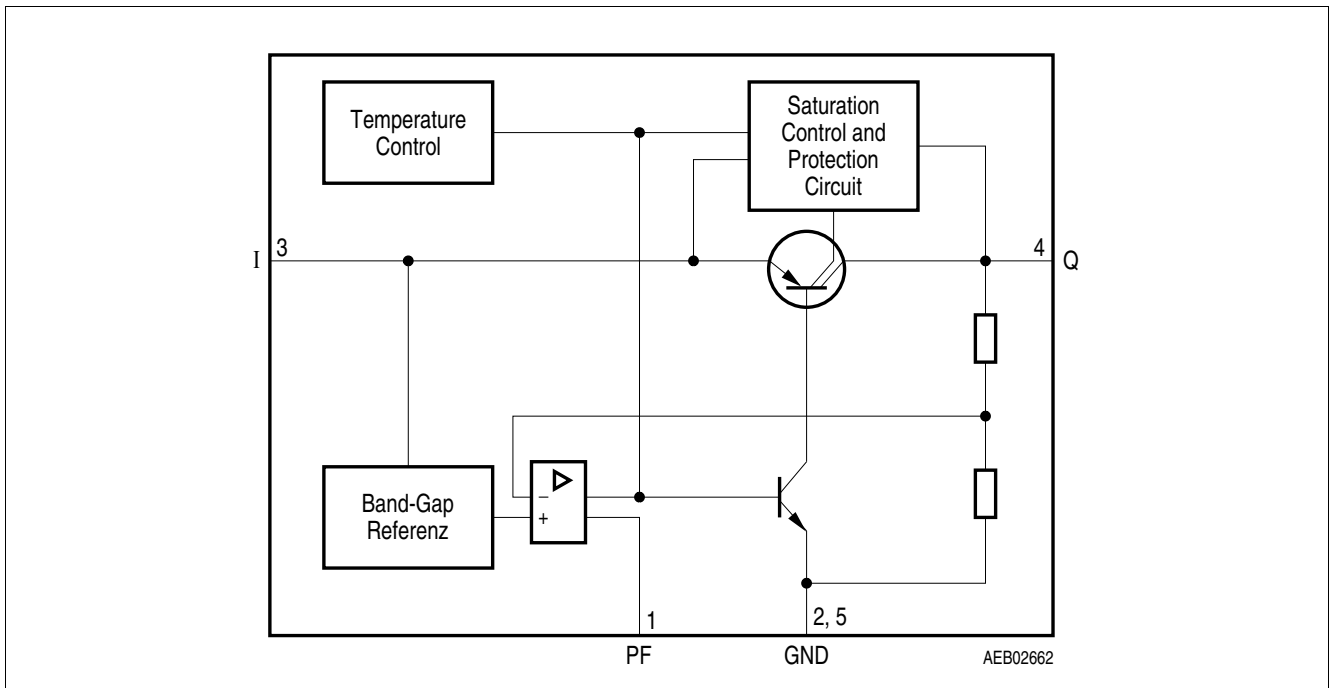 Temperature
Control
Saturation
Control and
Protection
Circuit
I
3
4
Q
Band-Gap
Referenz
−
+
1
2, 5
PF
GND
AEB02662